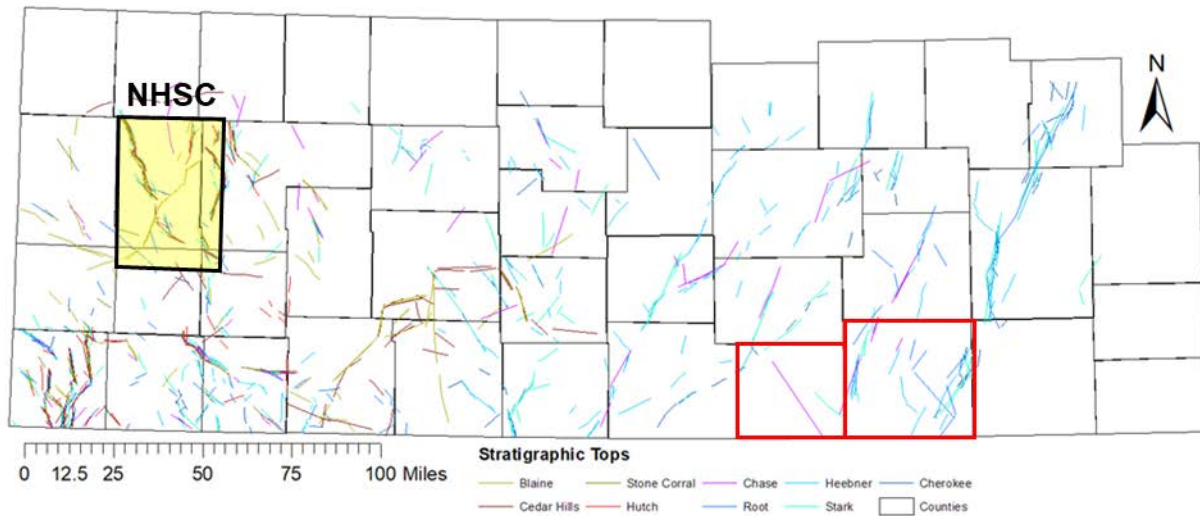 NHSC
N
0 12.5 25 50 75 100 Miles
Stratigraphic Tops
Blaine Stone Corral Chase Heebner Cherokee
Cedar Hills Hutch Root Stark Counties